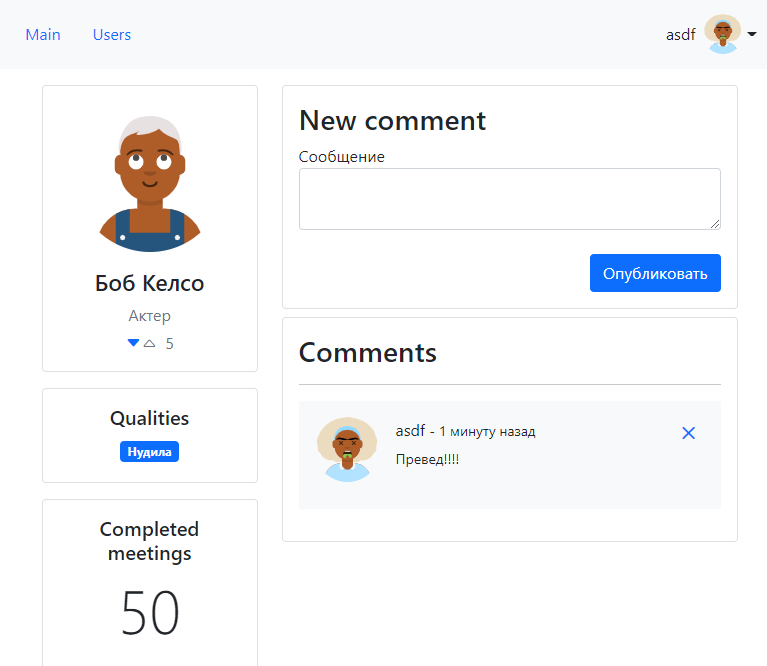 Main
Users
asdf
Боб Келсо
Актер
5
Qualities
Нудила
Completed
meetings
50
New comment
Сообщение
Опубликовать
Comments
asdf - 1 минуту назад
Превед!!!!